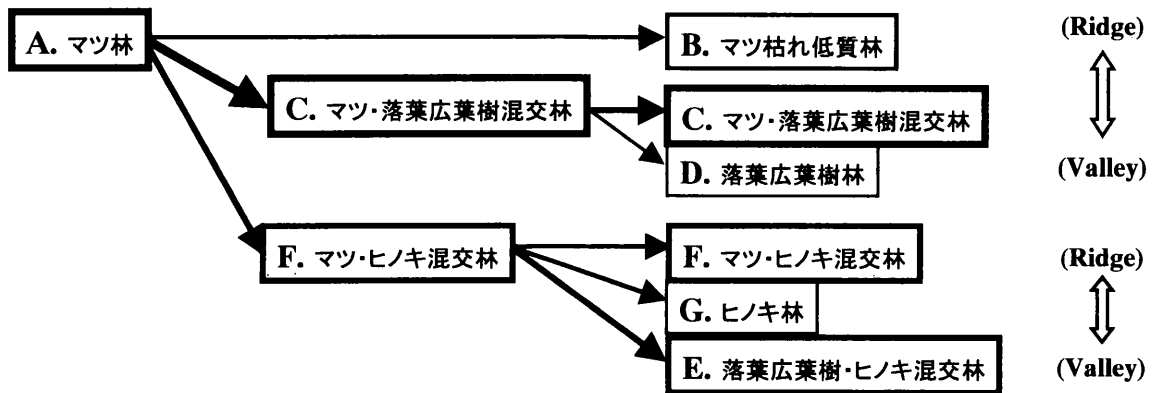 A. マツ林
B. マツ枯れ低質林
(Ridge)
C. マツ・落葉広葉樹混交林
C. マツ・落葉広葉樹混交林
D. 落葉広葉樹林
(Valley)
F. マツ・ヒノキ混交林
F. マツ・ヒノキ混交林
(Ridge)
G. ヒノキ林
E. 落葉広葉樹・ヒノキ混交林
(Valley)